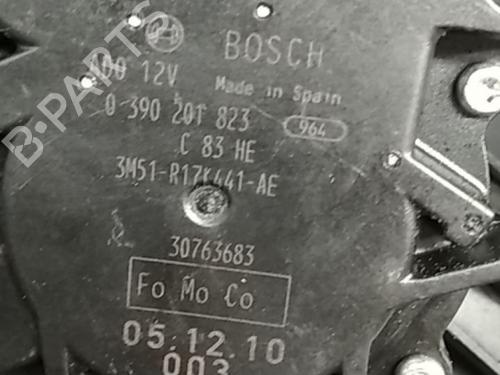 BOSCH
12V
Made in Spain
0 390 201 823
964
C 83 HE
3M51-R17K441-AE
30763683
Fo Mo Co
05.12.10
003
B-PARTS